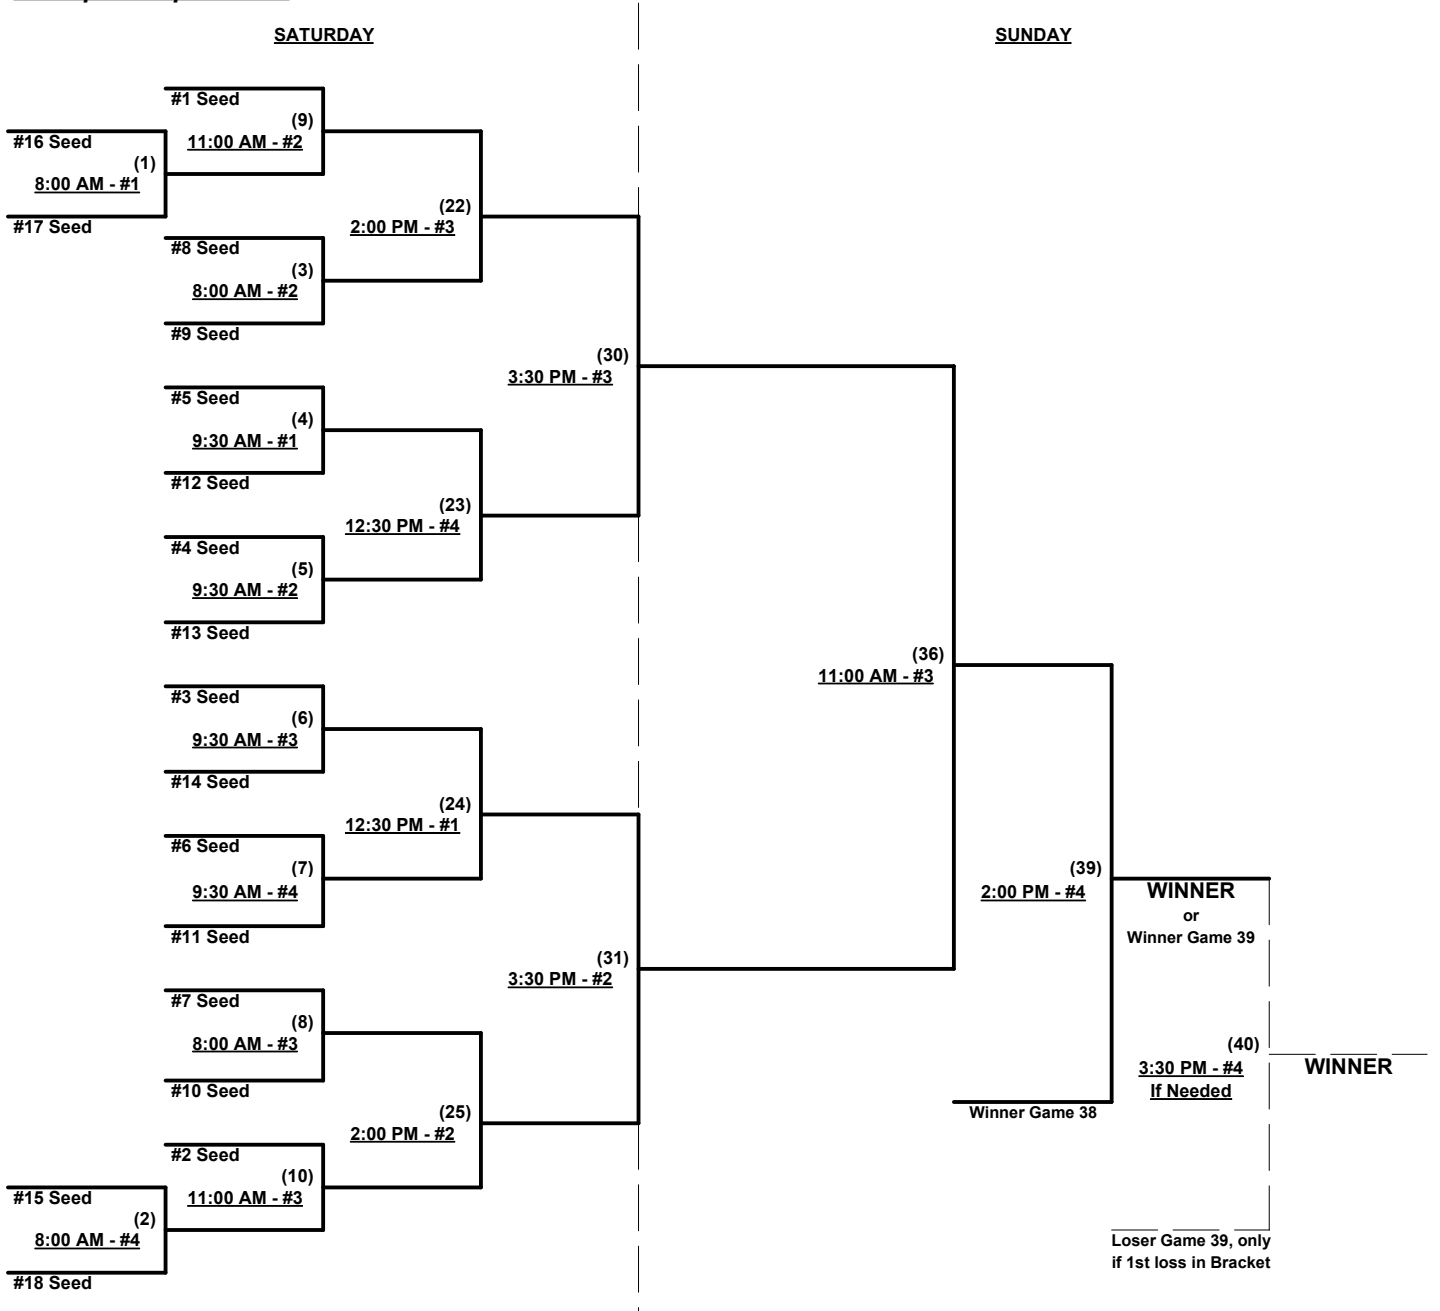 SATURDAY
SUNDAY
#1 Seed
(9)
11:00 AM - #2
#16 Seed
(1)
8:00 AM - #1
#17 Seed
(22)
2:00 PM - #3
#8 Seed
(3)
8:00 AM - #2
#9 Seed
(30)
3:30 PM - #3
#5 Seed
(4)
9:30 AM - #1
#12 Seed
(23)
12:30 PM - #4
#4 Seed
(5)
9:30 AM - #2
#13 Seed
(36)
11:00 AM - #3
#3 Seed
(6)
9:30 AM - #3
#14 Seed
(24)
12:30 PM - #1
#6 Seed
(7)
9:30 AM - #4
#11 Seed
(39)
2:00 PM - #4
WINNER
or
Winner Game 39
(31)
3:30 PM - #2
#7 Seed
(8)
8:00 AM - #3
#10 Seed
(40)
3:30 PM - #4
If Needed
WINNER
Winner Game 38
(25)
2:00 PM - #2
#2 Seed
(10)
11:00 AM - #3
#15 Seed
(2)
8:00 AM - #4
#18 Seed
Loser Game 39, only
if 1st loss in Bracket